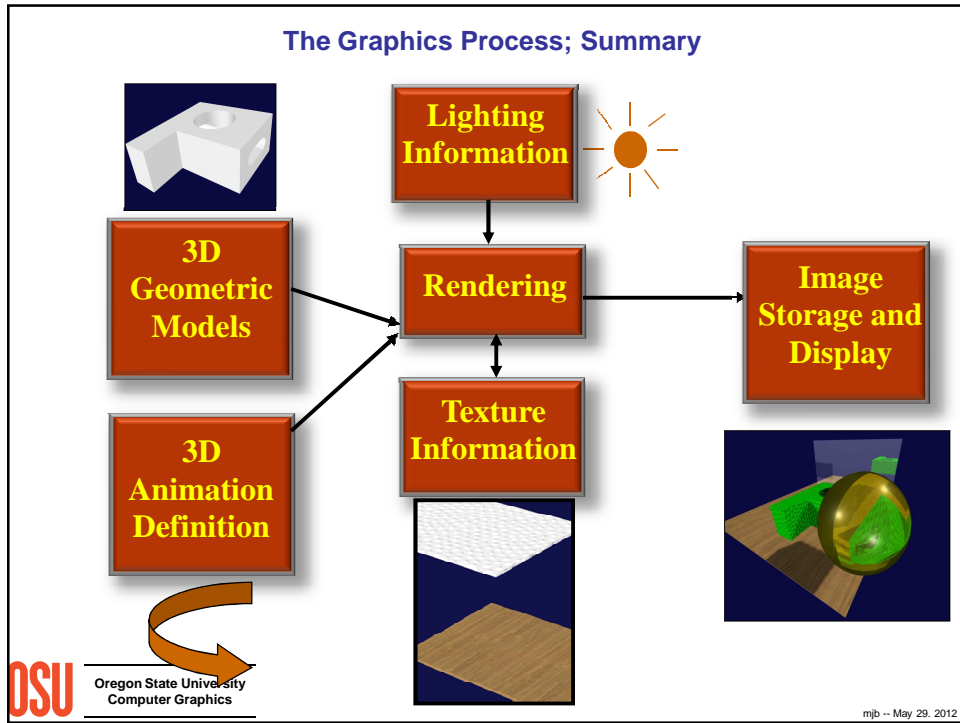 The Graphics Process; Summary
Lighting
Information
3D
Geometric
Models
Rendering
Image
Storage and
Display
3D
Animation
Definition
Texture
Information
OSU
Oregon State University
Computer Graphics
mjb -- May 29. 2012